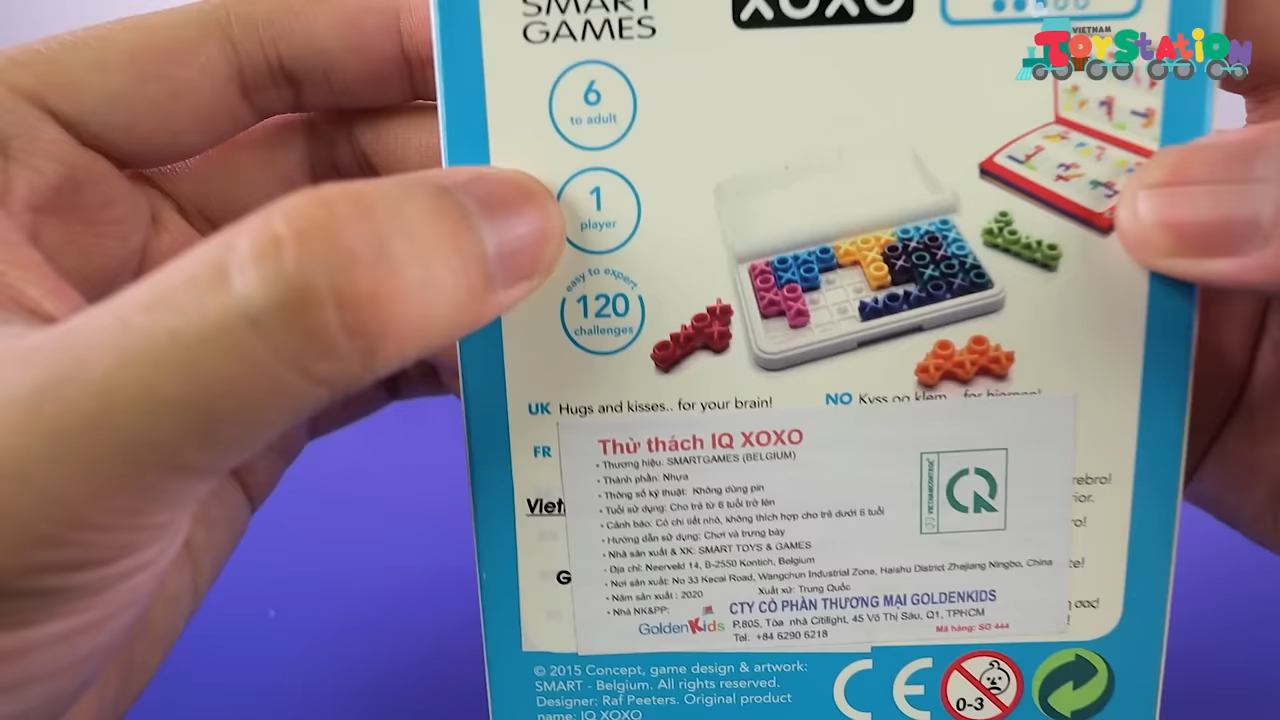 SMART
GAMES
XOXO
VIETNAM
TOYSTATION
6
to adult
1
player
easy to expert
120
challenges
UK Hugs and kisses.. for your brain!
NO Kyss og klem
FR
Thử thách IQ XOXO
• Thương hiệu: SMARTGAMES (BELGIUM)
• Thành phần: Nhựa
• Thông số kỹ thuật: Không dùng pin
• Tuổi sử dụng: Cho trẻ từ 6 tuổi trở lên
• Cảnh báo: Có chi tiết nhỏ, không thích hợp cho trẻ dưới 6 tuổi
• Hướng dẫn sử dụng: Chơi và trưng bày
• Nhà sản xuất & XK: SMART TOYS & GAMES
• Địa chỉ: Neerveld 14, B-2550 Kontich, Belgium
• Nơi sản xuất: No 33 Kecai Road, Wangchun Industrial Zone, Haishu District Zhejiang Ningbo, China
• Năm sản xuất : 2020 Xuất xứ: Trung Quốc
• Nhà NK&PP:
GoldenKids
CTY CỔ PHẦN THƯƠNG MẠI GOLDENKIDS
P.805, Tòa nhà Citilight, 45 Võ Thị Sáu, Q1, TPHCM
Tel. +84 6290 6218
Mã hàng: SG 444
CR
© 2015 Concept, game design & artwork:
SMART - Belgium. All rights reserved.
Designer: Raf Peeters. Original product
name: IQ XOXO
CE
0-3